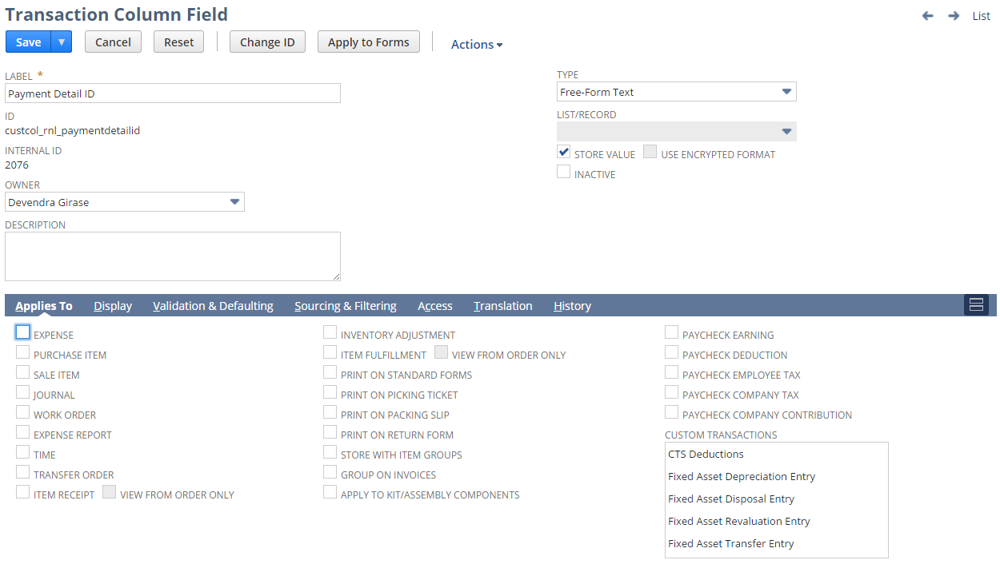 Transaction Column Field
List
Save
Cancel
Reset
Change ID
Apply to Forms
Actions
LABEL *
Payment Detail ID
ID
custcol_rnl_paymentdetailid
INTERNAL ID
2076
OWNER
Devendra Girase
DESCRIPTION
TYPE
Free-Form Text
LIST/RECORD
STORE VALUE
USE ENCRYPTED FORMAT
INACTIVE
Applies To
Display
Validation & Defaulting
Sourcing & Filtering
Access
Translation
History
EXPENSE
PURCHASE ITEM
SALE ITEM
JOURNAL
WORK ORDER
EXPENSE REPORT
TIME
TRANSFER ORDER
ITEM RECEIPT
VIEW FROM ORDER ONLY
INVENTORY ADJUSTMENT
ITEM FULFILLMENT
VIEW FROM ORDER ONLY
PRINT ON STANDARD FORMS
PRINT ON PICKING TICKET
PRINT ON PACKING SLIP
PRINT ON RETURN FORM
STORE WITH ITEM GROUPS
GROUP ON INVOICES
APPLY TO KIT/ASSEMBLY COMPONENTS
PAYCHECK EARNING
PAYCHECK DEDUCTION
PAYCHECK EMPLOYEE TAX
PAYCHECK COMPANY TAX
PAYCHECK COMPANY CONTRIBUTION
CUSTOM TRANSACTIONS
CTS Deductions
Fixed Asset Depreciation Entry
Fixed Asset Disposal Entry
Fixed Asset Revaluation Entry
Fixed Asset Transfer Entry